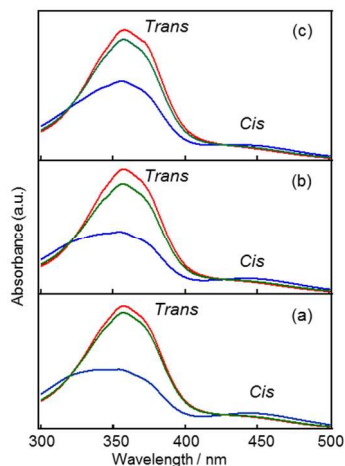 Trans
(c)
Cis
Trans
(b)
Cis
Trans
(a)
Cis
Absorbance (a.u.)
300 350 400 450 500
Wavelength / nm